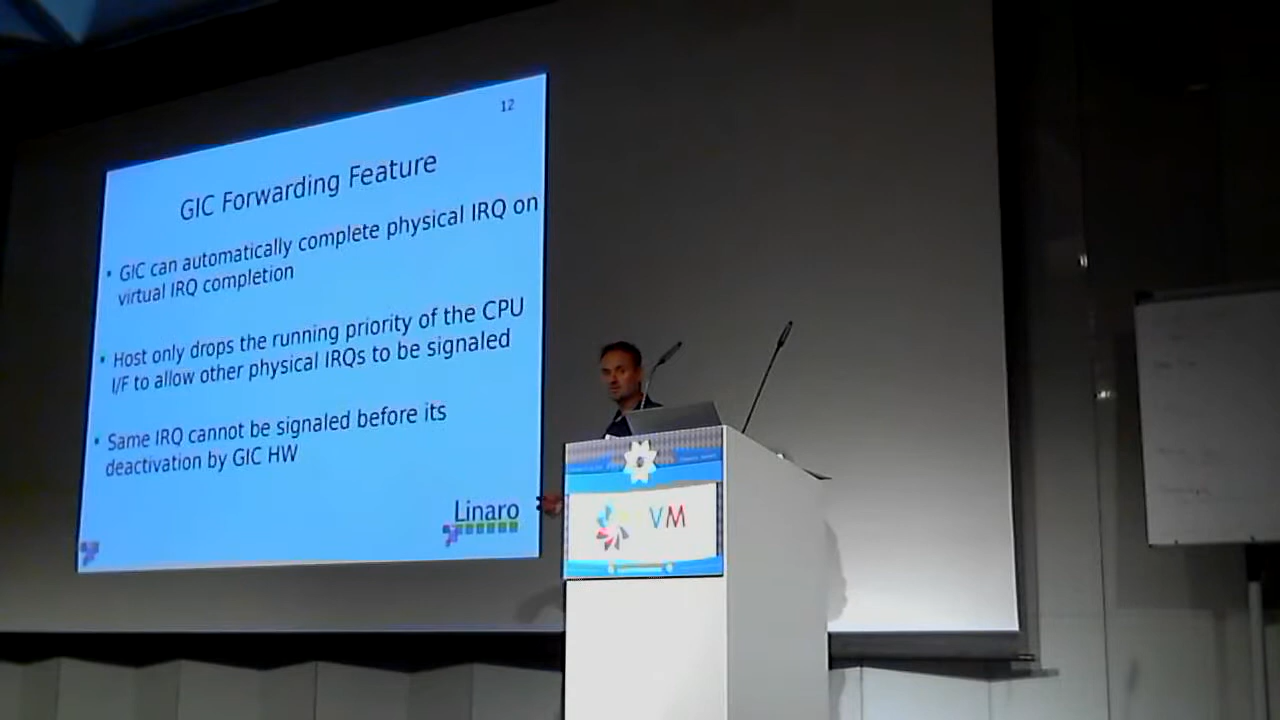 12
GIC Forwarding Feature
• GIC can automatically complete physical IRQ on
virtual IRQ completion
• Host only drops the running priority of the CPU
I/F to allow other physical IRQs to be signaled
• Same IRQ cannot be signaled before its
deactivation by GIC HW
Linaro
VM